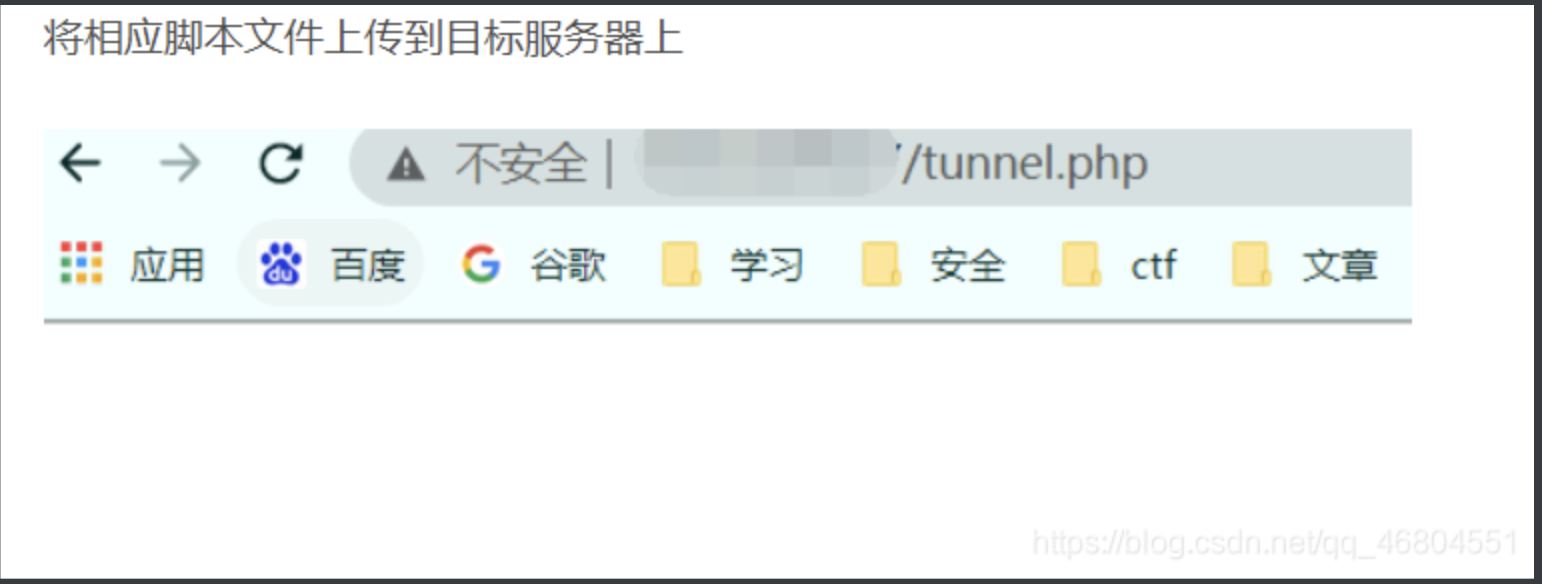 将相应脚本文件上传到目标服务器上
不安全 | //tunnel.php
应用 百度 谷歌 学习 安全 ctf 文章
https://blog.csdn.net/qq_46804551